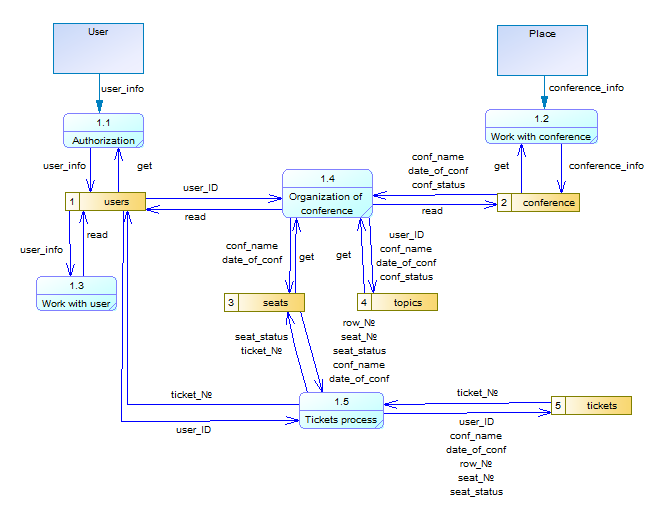 User
Place
user_info
conference_info
1.1
Authorization
1.2
Work with conference
user_info
get
conf_name
date_of_conf
conf_status
get
conference_info
1.4
Organization of
conference
1
users
user_ID
read
read
2
conference
user_info
read
1.3
Work with user
conf_name
date_of_conf
get
get
user_ID
conf_name
date_of_conf
conf_status
3
seats
4
topics
seat_status
ticket_№
row_№
seat_№
seat_status
conf_name
date_of_conf
ticket_№
1.5
Tickets process
ticket_№
5
tickets
user_ID
user_ID
conf_name
date_of_conf
row_№
seat_№
seat_status